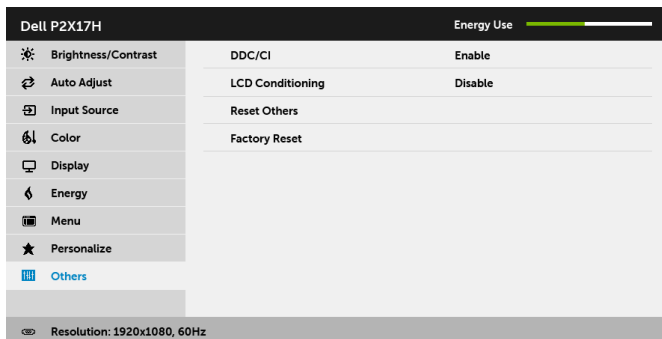 Dell P2X17H Energy Use
Brightness/Contrast DDC/CI Enable
Auto Adjust LCD Conditioning Disable
Input Source Reset Others
Color Factory Reset
Display
Energy
Menu
Personalize
Others
Resolution: 1920x1080, 60Hz